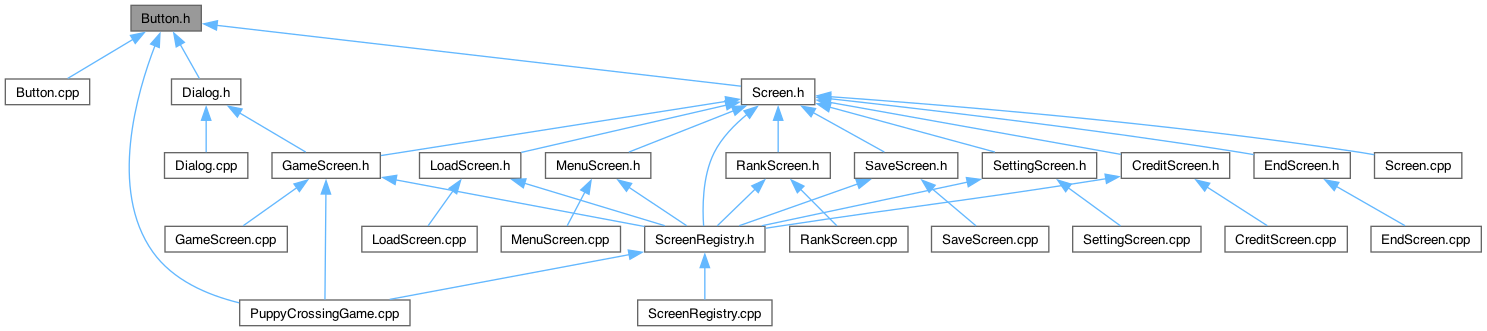 Button.h
Button.cpp
Dialog.h
Screen.h
Dialog.cpp
GameScreen.h
LoadScreen.h
MenuScreen.h
RankScreen.h
SaveScreen.h
SettingScreen.h
CreditScreen.h
EndScreen.h
Screen.cpp
GameScreen.cpp
LoadScreen.cpp
MenuScreen.cpp
ScreenRegistry.h
RankScreen.cpp
SaveScreen.cpp
SettingScreen.cpp
CreditScreen.cpp
EndScreen.cpp
PuppyCrossingGame.cpp
ScreenRegistry.cpp